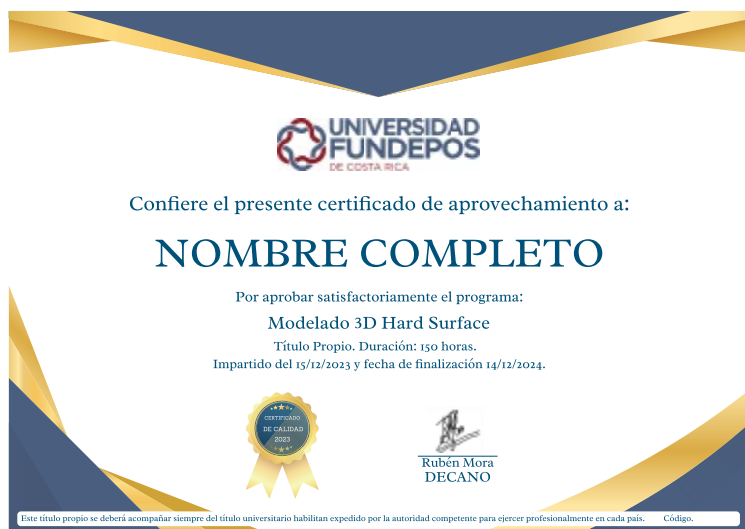 UNIVERSIDAD
FUNDEPOS
DE COSTA RICA
Confiere el presente certificado de aprovechamiento a:
NOMBRE COMPLETO
Por aprobar satisfactoriamente el programa:
Modelado 3D Hard Surface
Título Propio. Duración: 150 horas.
Impartido del 15/12/2023 y fecha de finalización 14/12/2024.
CERTIFICADO
DE CALIDAD
2023
Rubén Mora
DECANO
Este título propio se deberá acompañar siempre del título universitario habilitan expedido por la autoridad competente para ejercer profesionalmente en cada país. Código.